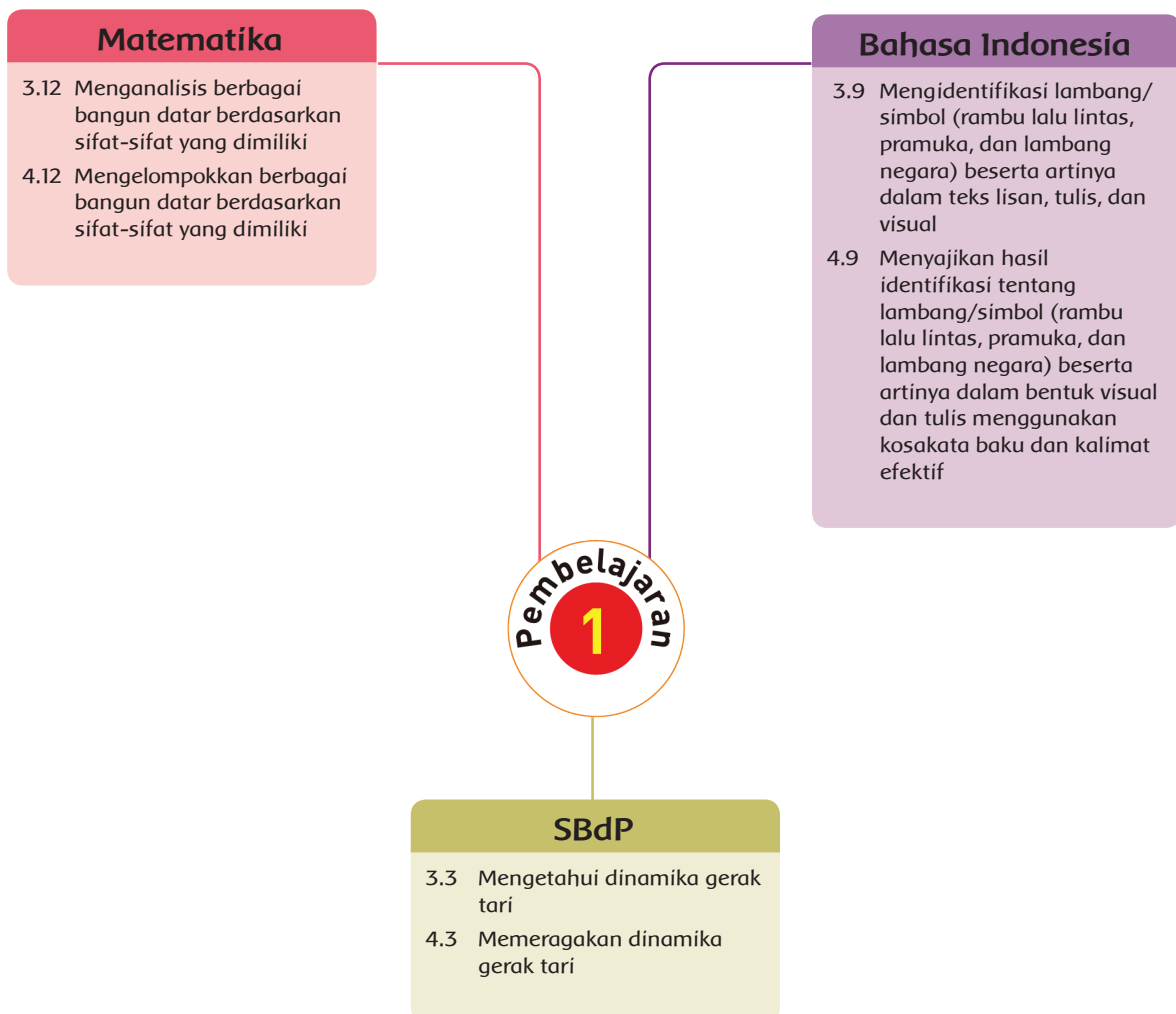 Matematika
3.12 Menganalisis berbagai
bangun datar berdasarkan
sifat-sifat yang dimiliki
4.12 Mengelompokkan berbagai
bangun datar berdasarkan
sifat-sifat yang dimiliki
Bahasa Indonesia
3.9 Mengidentifikasi lambang/
simbol (rambu lalu lintas,
pramuka, dan lambang
negara) beserta artinya
dalam teks lisan, tulis, dan
visual
4.9 Menyajikan hasil
identifikasi tentang
lambang/simbol (rambu
lalu lintas, pramuka, dan
lambang negara) beserta
artinya dalam bentuk visual
dan tulis menggunakan
kosakata baku dan kalimat
efektif
Pembelajaran
1
SBdP
3.3 Mengetahui dinamika gerak
tari
4.3 Memeragakan dinamika
gerak tari